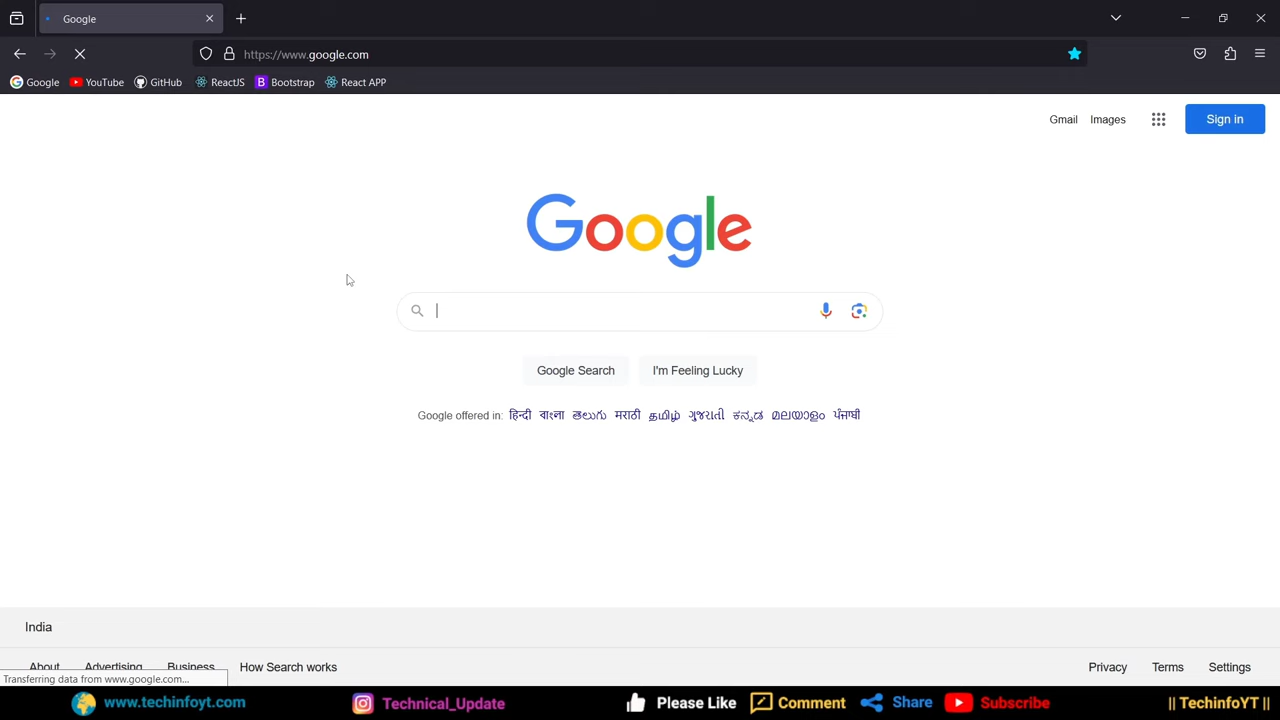 Google
https://www.google.com
Google YouTube GitHub ReactJS Bootstrap React APP
Gmail Images Sign in
Google
Google Search I'm Feeling Lucky
Google offered in: हिन्दी বাংলা తెలుగు मराठी தமிழ் ગુજરાતી ಕನ್ನಡ മലയാളം ਪੰਜਾਬੀ
India
About Advertising Business How Search works Privacy Terms Settings
Transferring data from www.google.com...
www.techinfoyt.com Technical_Update Please Like Comment Share Subscribe || TechinfoYT ||